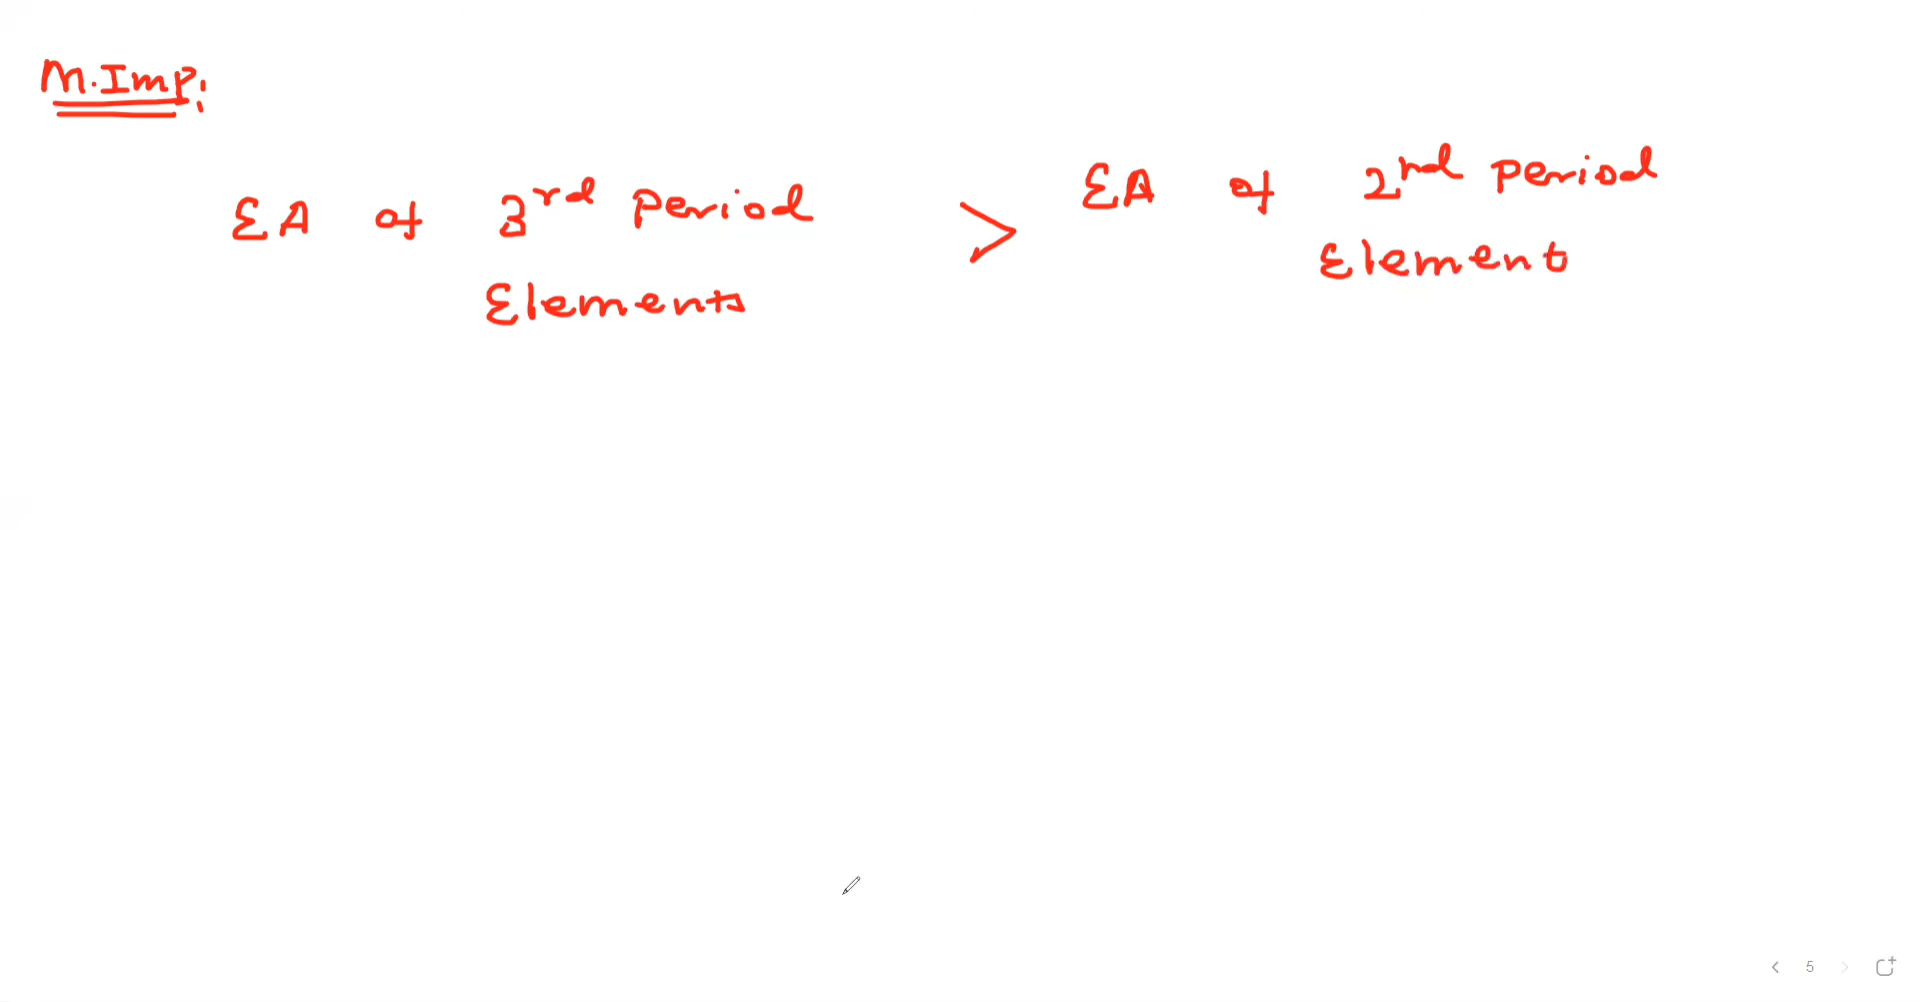 M.Imp:
EA of 3rd period > EA of 2nd period
Elements Element
5